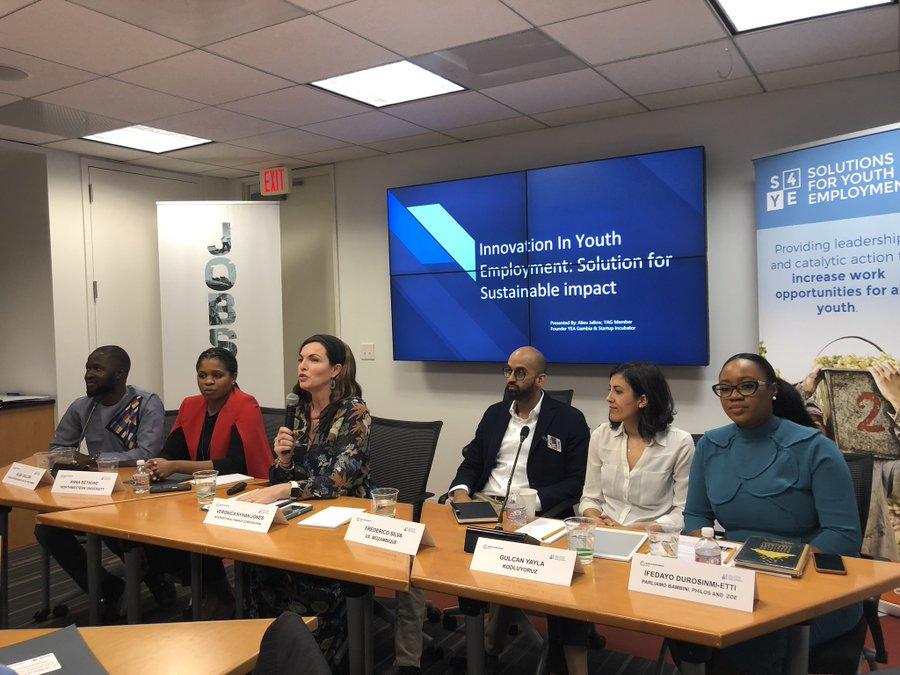 EXIT
JOBS
Innovation In Youth
Employment: Solution for
Sustainable impact
Presented By: Alieu Jallow, YAG Member
Founder YEA Gambia & Startup Incubator
S4
YE
SOLUTIONS
FOR YOUTH
EMPLOYMENT
Providing leadership
and catalytic action
increase work
opportunities for
youth.
2
ANNA BETHUNE
NORTHWESTERN UNIVERSITY
VERONICA NYHAN JONES
INTERNATIONAL FINANCE CORPORATION
FREDERICO SILVA
UX, MOZAMBIQUE
GULCAN YAYLA
KODLUYORUZ
IFEDAYO DUROSINMI-ETTI
PARLIAMO BAMBINI, PHILOS AND ZOE